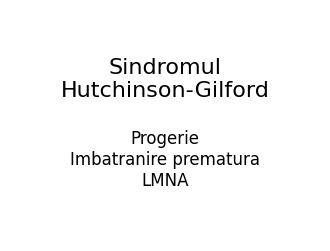 Sindromul
Hutchinson-Gilford
Progerie
Imbatranire prematura
LMNA